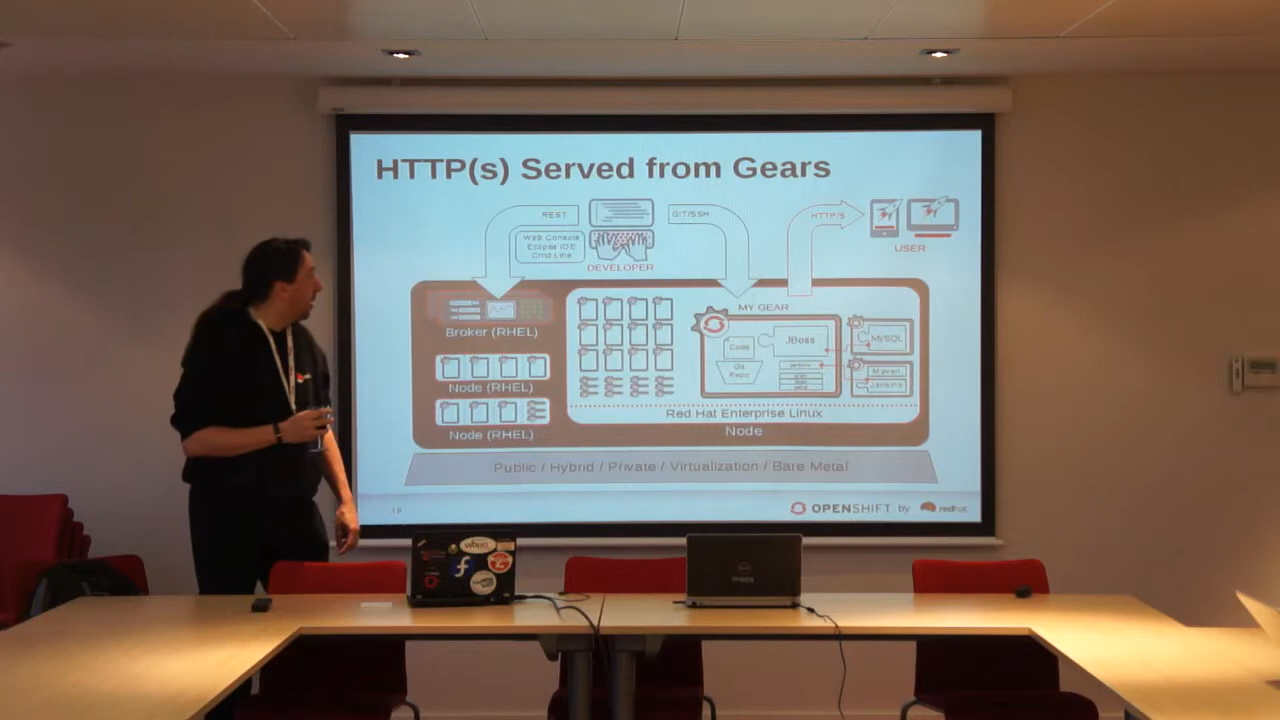 HTTP(s) Served from Gears
REST
GIT/SSH
HTTP/S
Web Console
Eclipse IDE
Cmd Line
DEVELOPER
USER
MY GEAR
Broker (RHEL)
Code
JBoss
MySQL
Git
Repo
Maven
Jenkins
Node (RHEL)
Red Hat Enterprise Linux
Node (RHEL)
Node
Public / Hybrid / Private / Virtualization / Bare Metal
18
OPENSHIFT by redhat
DELL